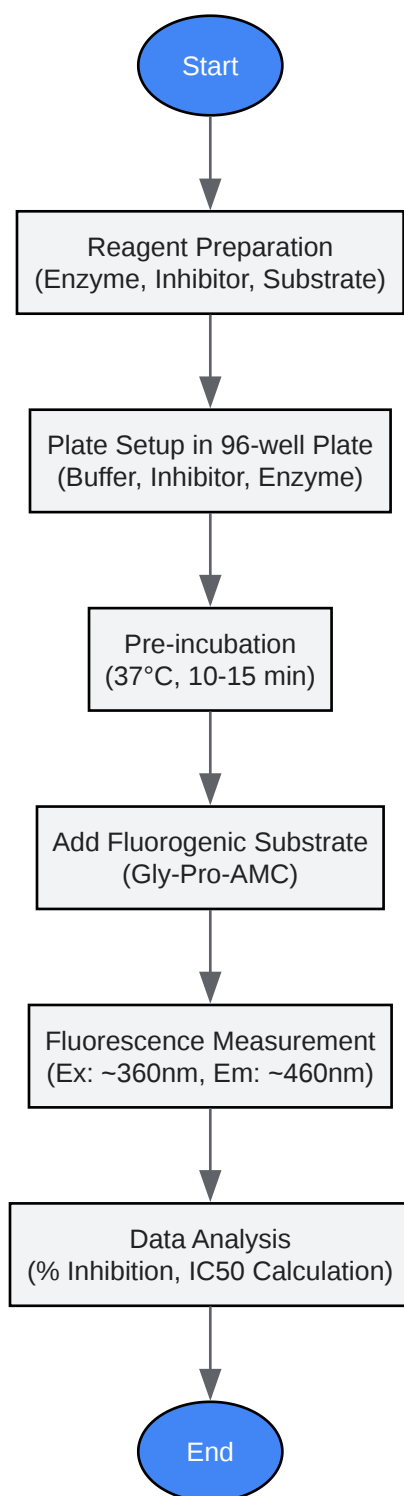 Start
Reagent Preparation
(Enzyme, Inhibitor, Substrate)
Plate Setup in 96-well Plate
(Buffer, Inhibitor, Enzyme)
Pre-incubation
(37°C, 10-15 min)
Add Fluorogenic Substrate
(Gly-Pro-AMC)
Fluorescence Measurement
(Ex: ~360nm, Em: ~460nm)
Data Analysis
(% Inhibition, IC50 Calculation)
End